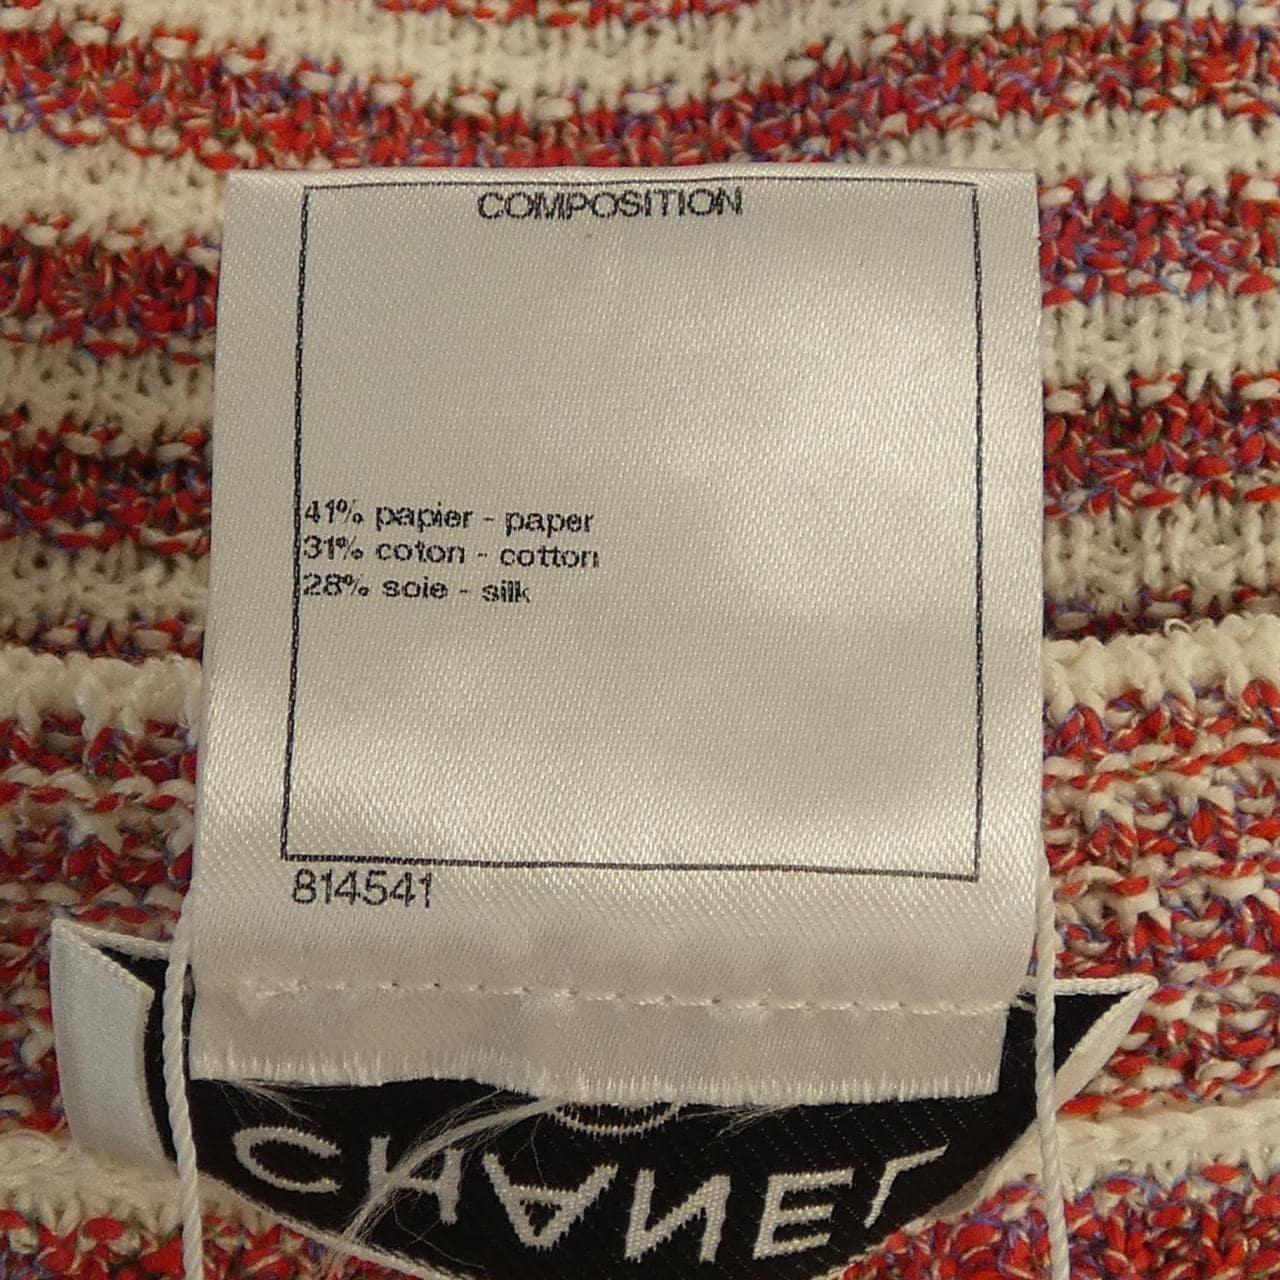 COMPOSITION
41% papier - paper
31% coton - cotton
28% soie - silk
814541
CHANEL